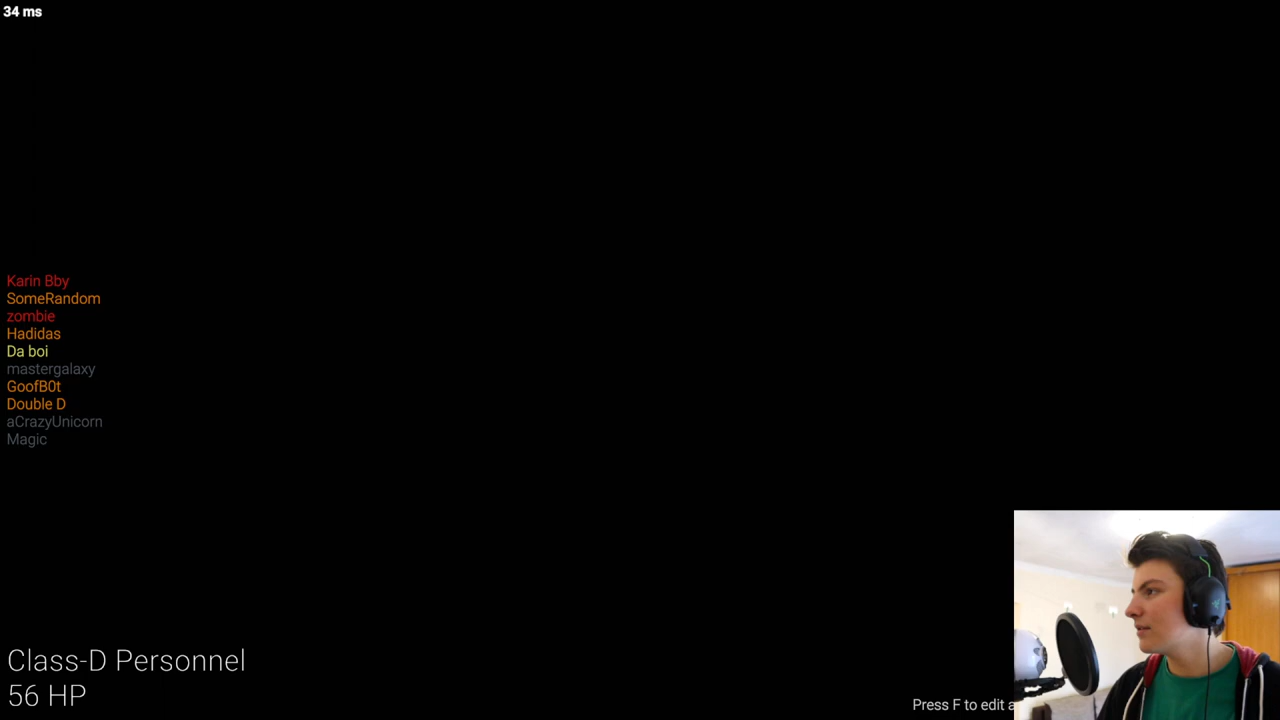 34 ms
Karin Bby
SomeRandom
zombie
Hadidas
Da boi
mastergalaxy
GoofB0t
Double D
aCrazyUnicorn
Magic
Class-D Personnel
56 HP
Press F to edit a